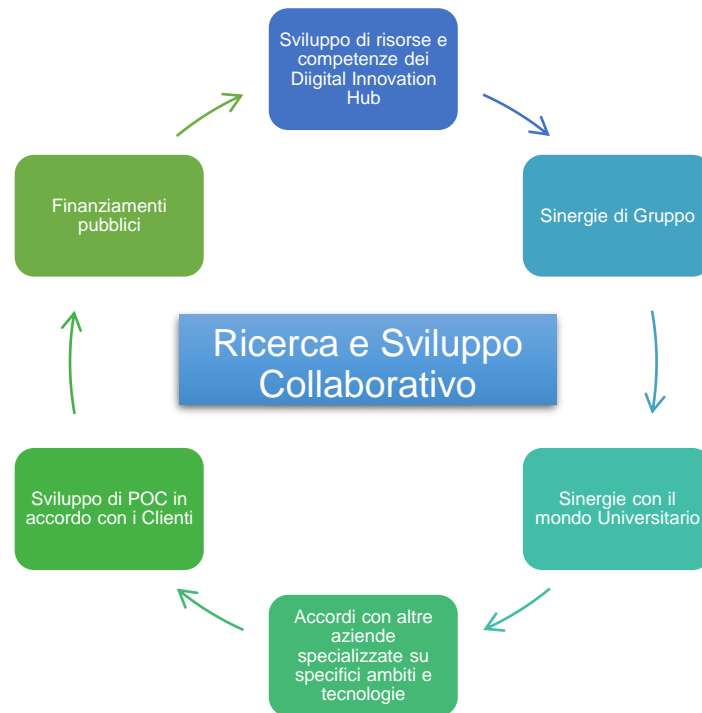 Sviluppo di risorse e
competenze dei
Diigital Innovation
Hub
Sinergie di Gruppo
Sinergie con il
mondo Universitario
Accordi con altre
aziende
specializzate su
specifici ambiti e
tecnologie
Sviluppo di POC in
accordo con i Clienti
Finanziamenti
pubblici
Ricerca e Sviluppo
Collaborativo